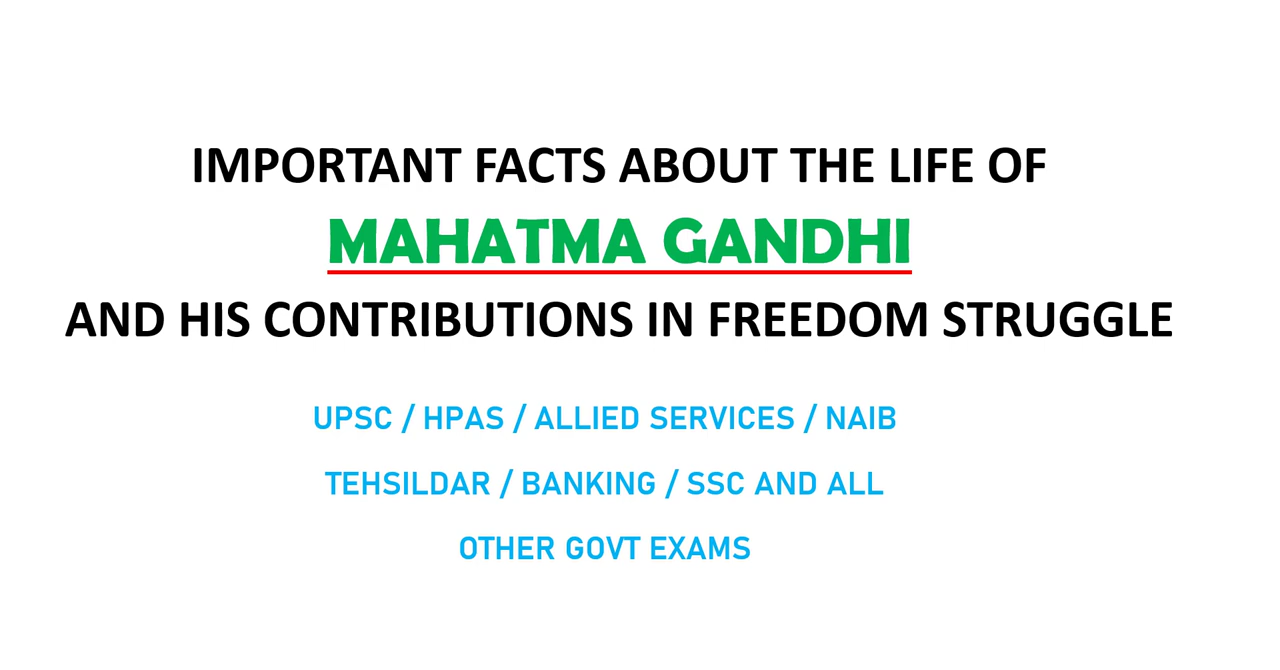 IMPORTANT FACTS ABOUT THE LIFE OF
MAHATMA GANDHI
AND HIS CONTRIBUTIONS IN FREEDOM STRUGGLE
UPSC / HPAS / ALLIED SERVICES / NAIB
TEHSILDAR / BANKING / SSC AND ALL
OTHER GOVT EXAMS